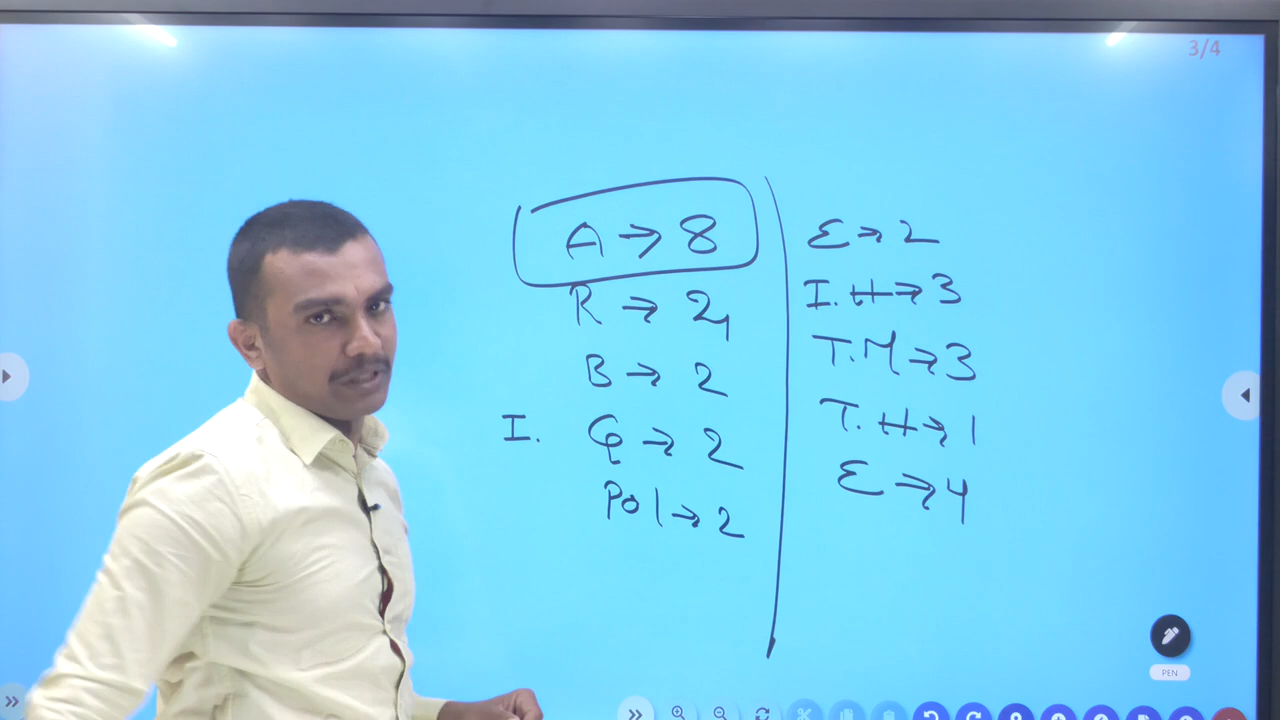 3/4
A → 8
R → 2
B → 2
I. G → 2
Pol → 2
E → 2
I. H → 3
T. M → 3
T. H → 1
E → 4
PEN